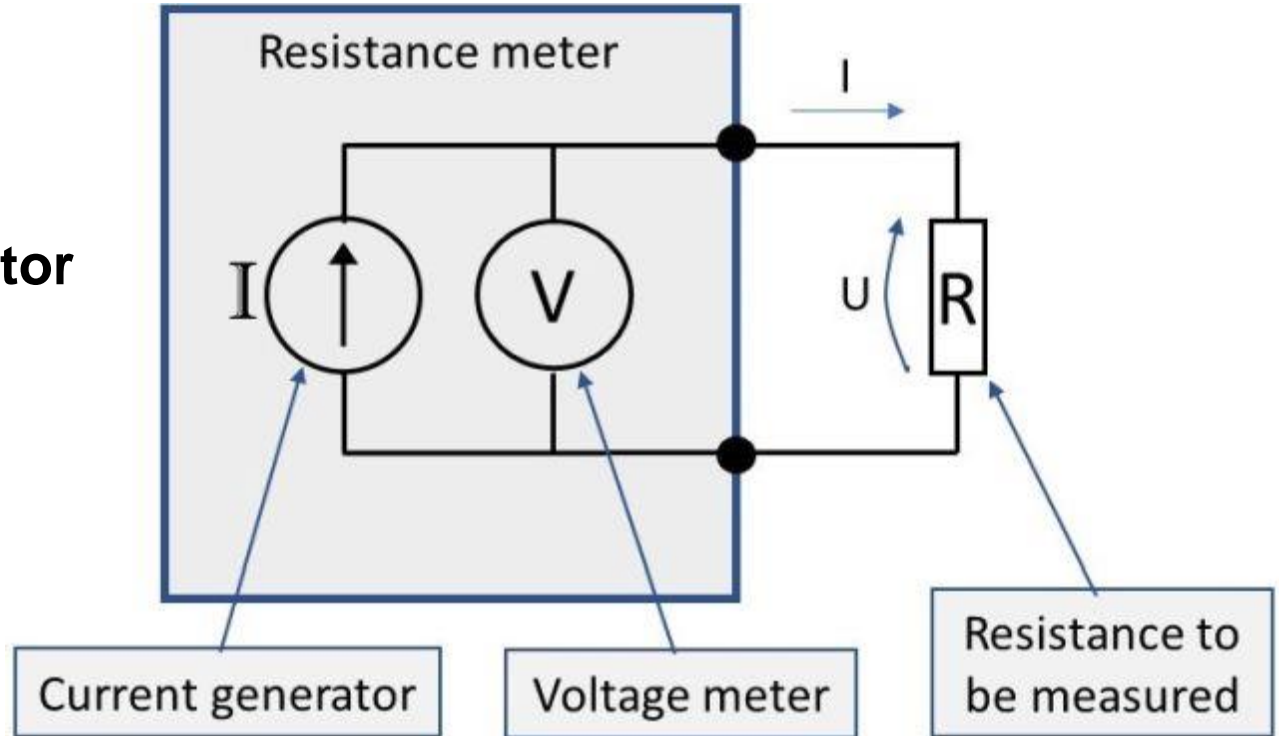 Resistance meter
I
tor
I
V
U
R
Resistance to
be measured
Current generator
Voltage meter